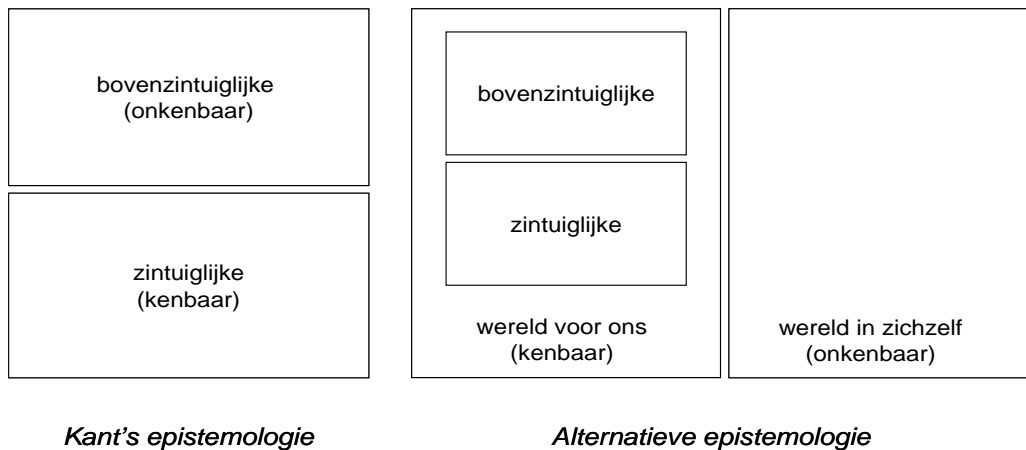 bovenzintuiglijke
(onkenbaar)
zintuiglijke
(kenbaar)
Kant's epistemologie
bovenzintuiglijke
zintuiglijke
wereld voor ons
(kenbaar)
wereld in zichzelf
(onkenbaar)
Alternatieve epistemologie